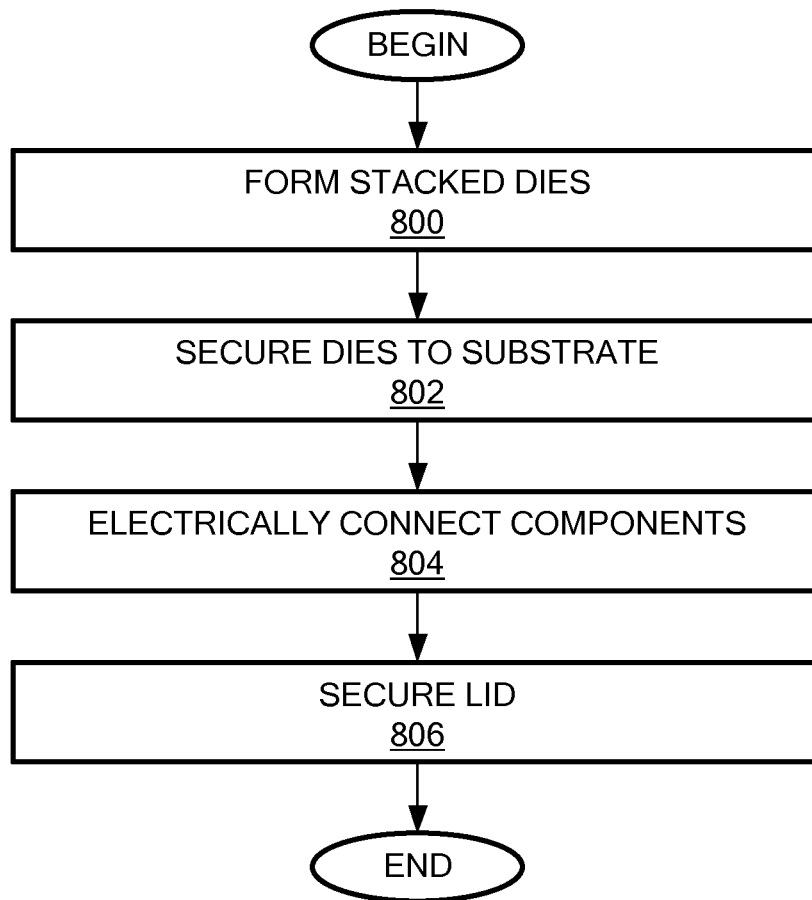 BEGIN
FORM STACKED DIES
800
SECURE DIES TO SUBSTRATE
802
ELECTRICALLY CONNECT COMPONENTS
804
SECURE LID
806
END